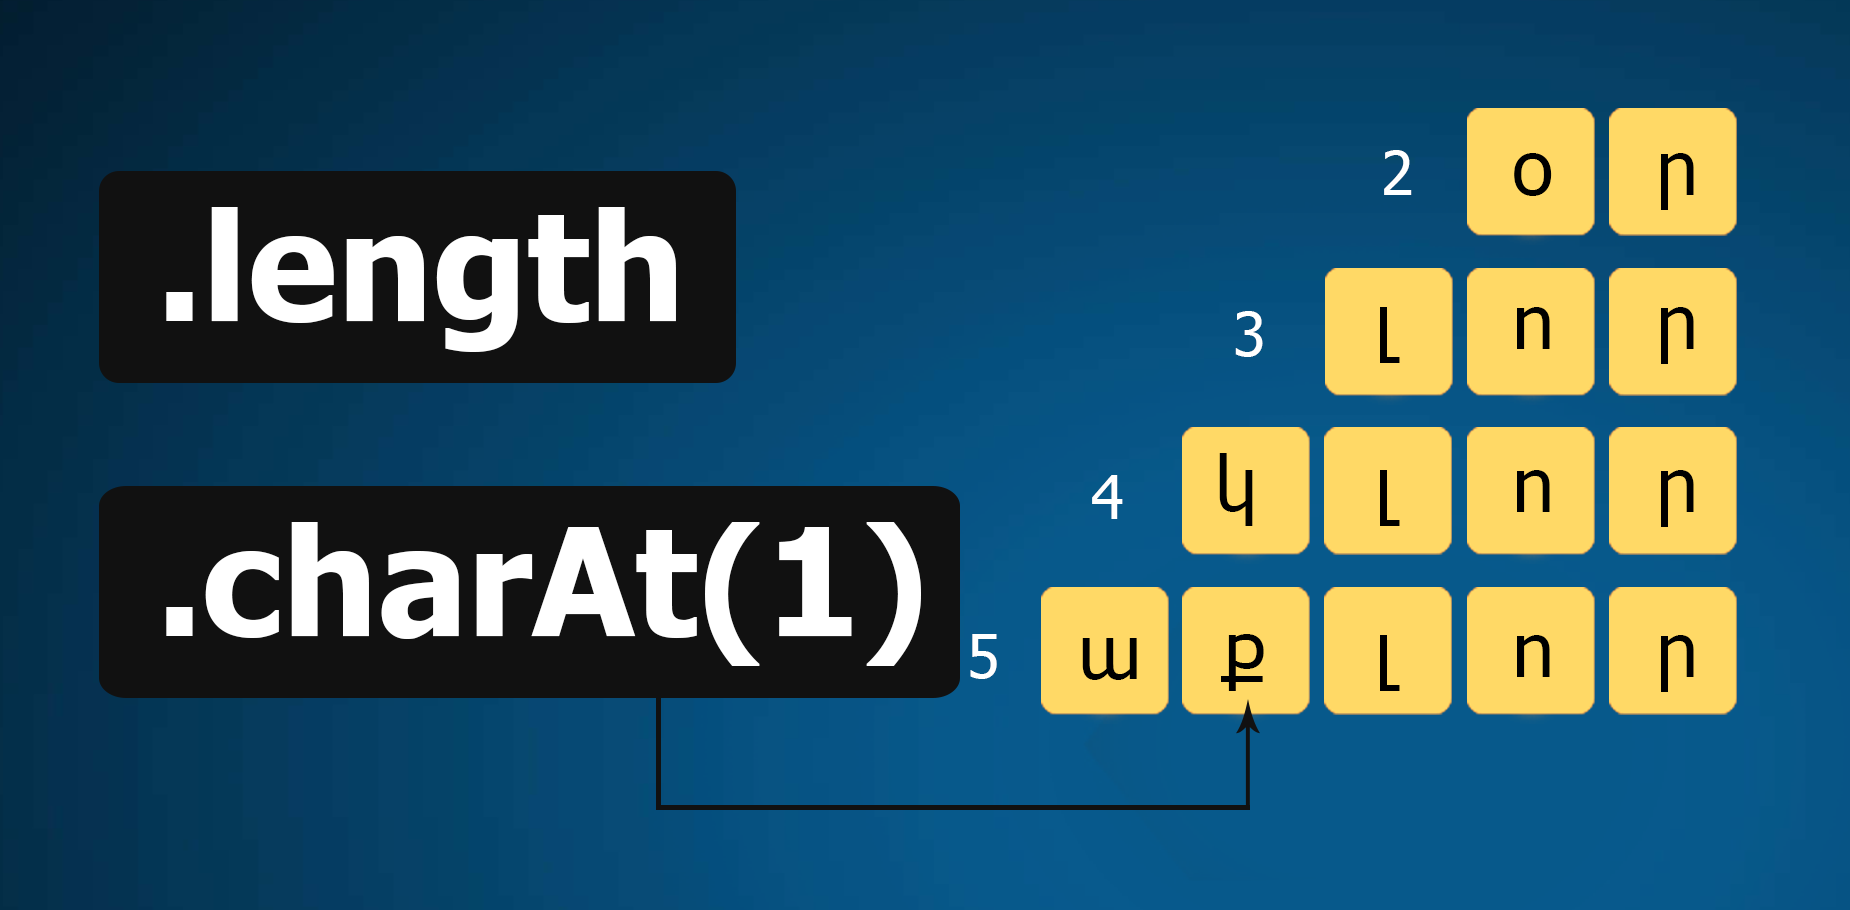 .length
.charAt(1)
2 օ ր
3 լ ո ր
4 կ լ ո ր
5 ա ք լ ո ր